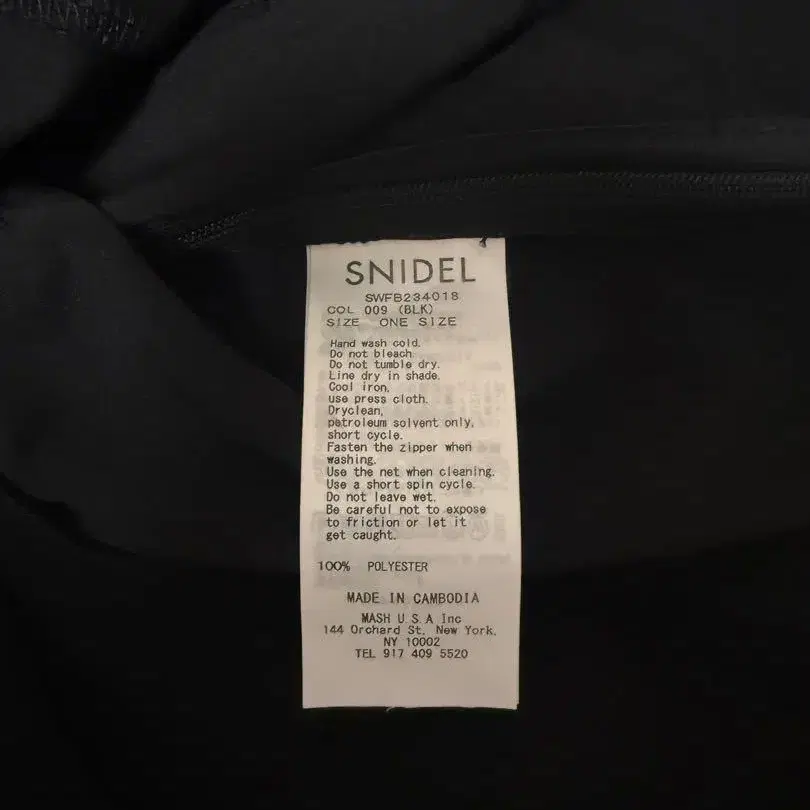 SNIDEL
SWFB234018
COL 009 (BLK)
SIZE ONE SIZE
Hand wash cold.
Do not bleach.
Do not tumble dry.
Line dry in shade.
Cool iron,
use press cloth.
Dryclean,
petroleum solvent only,
short cycle.
Fasten the zipper when
washing.
Use the net when cleaning.
Use a short spin cycle.
Do not leave wet.
Be careful not to expose
to friction or let it
get caught.
100% POLYESTER
MADE IN CAMBODIA
MASH U S A Inc
144 Orchard St, New York,
NY 10002
TEL 917 409 5520